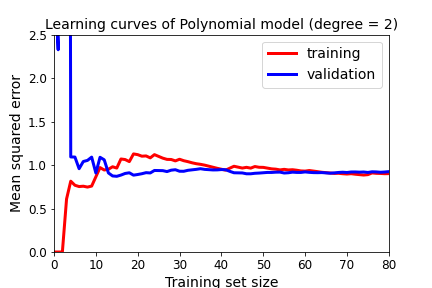 Learning curves of Polynomial model (degree = 2)
2.5
2.0
1.5
1.0
0.5
0.0
Mean squared error
training
validation
0 10 20 30 40 50 60 70 80
Training set size